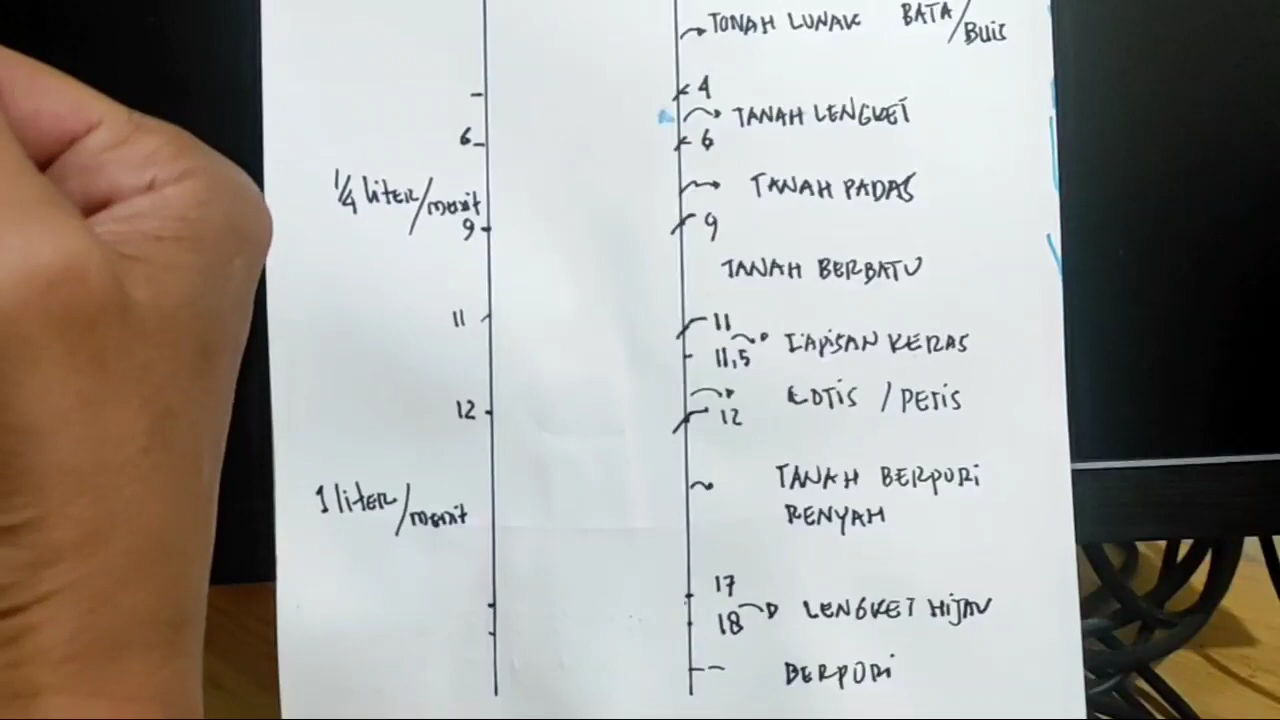 TONAH LUNAK BATA/BUIS
4
TANAH LENGKET
6 6
TANAH PADAS
1/4 liter/menit
9 9
TANAH BERBATU
11 11
11,5 LAPISAN KERAS
COTIS / PETIS
12 12
TANAH BERPORI
RENYAH
1 liter/menit
17
18 LENGKET HIJAU
BERPORI